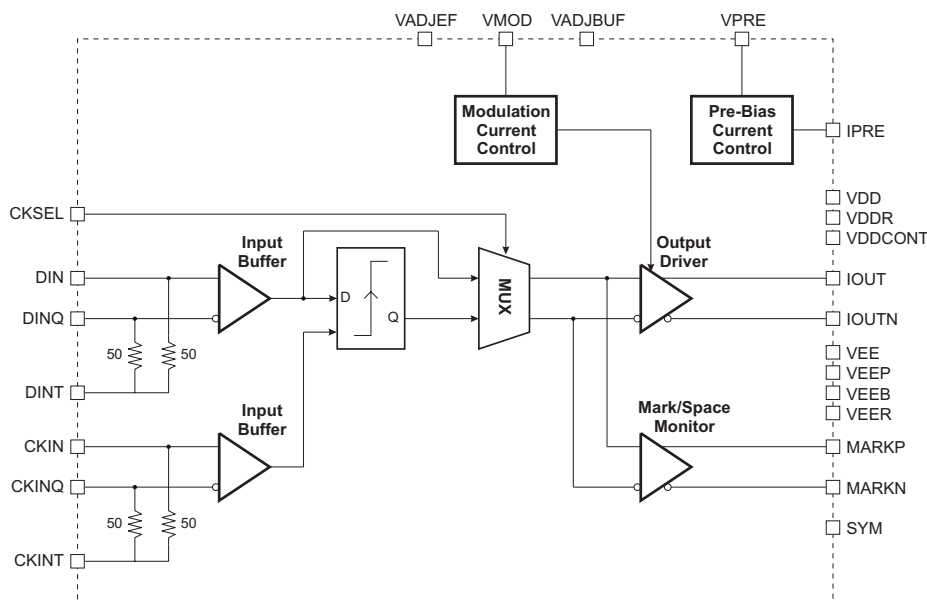 VADJEF VMOD VADJBUF VPRE
Modulation
Current
Control
Pre-Bias
Current
Control
IPRE
VDD
VDDR
VDDCONT
CKSEL
Input
Buffer
Output
Driver
DIN
DINQ
50 50
DINT
D
Q
MUX
IOUT
IOUTN
VEE
VEEP
VEEB
VEER
Input
Buffer
Mark/Space
Monitor
CKIN
CKINQ
50 50
CKINT
MARKP
MARKN
SYM